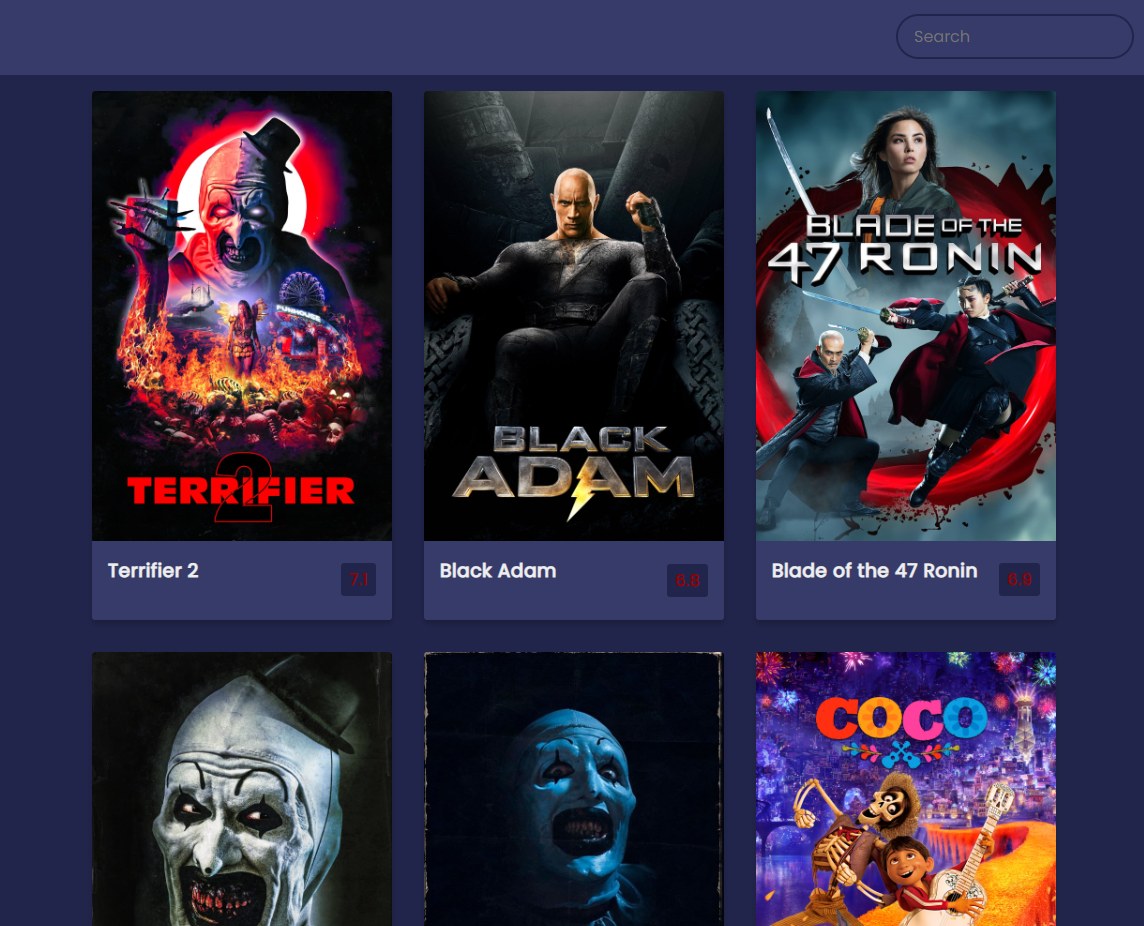 Search
FUNHOUSE
TERRIFIER
2
BLACK
ADAM
BLADE OF THE
47 RONIN
Terrifier 2
7.1
Black Adam
6.8
Blade of the 47 Ronin
6.9
COCO